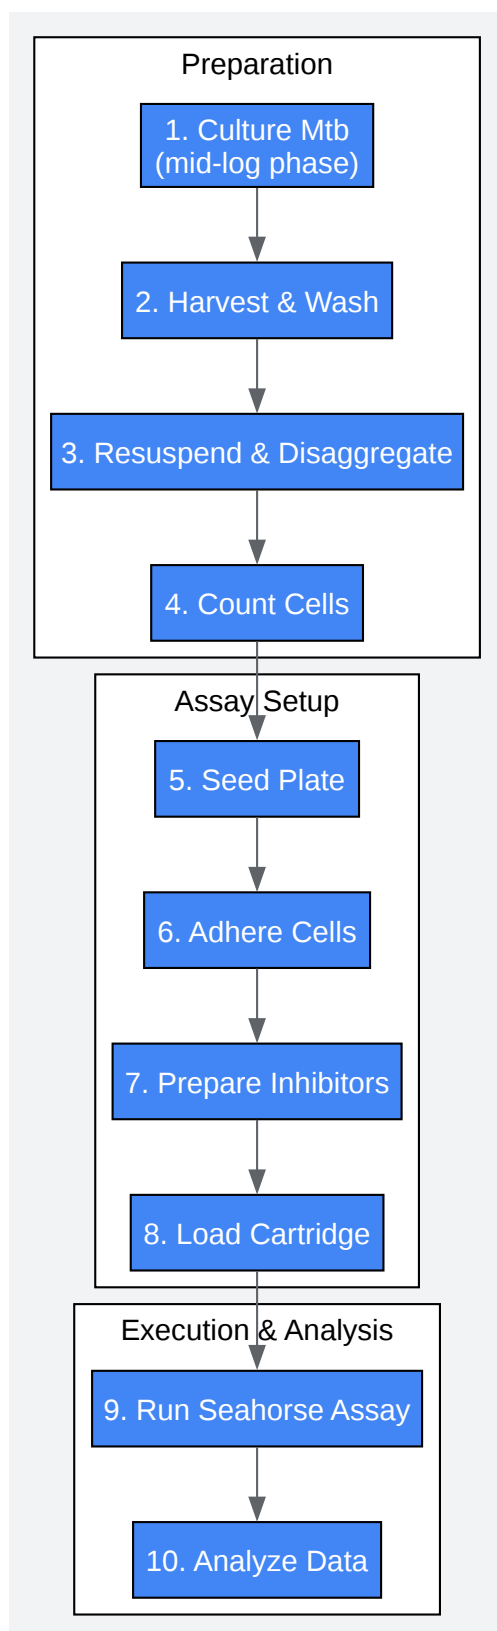 Preparation
1. Culture Mtb
(mid-log phase)
2. Harvest & Wash
3. Resuspend & Disaggregate
4. Count Cells
Assay Setup
5. Seed Plate
6. Adhere Cells
7. Prepare Inhibitors
8. Load Cartridge
Execution & Analysis
9. Run Seahorse Assay
10. Analyze Data